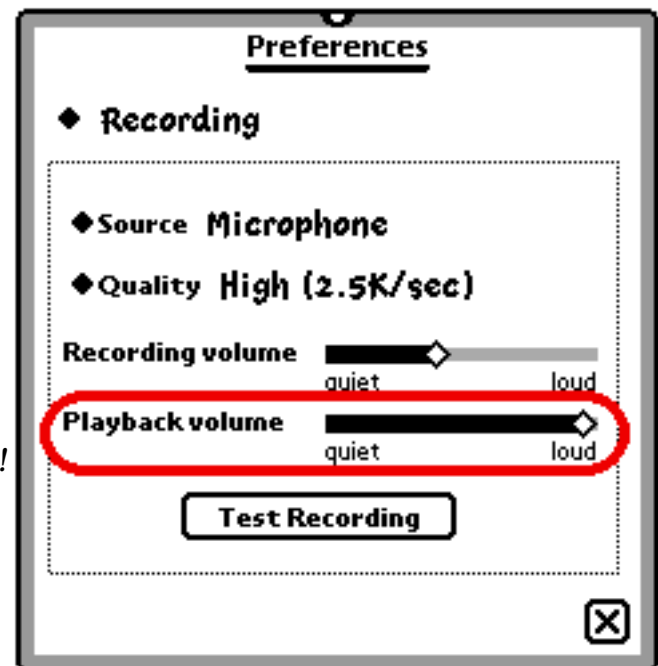 Preferences
Recording
Source Microphone
Quality High (2.5K/sec)
Recording volume
quiet loud
Playback volume
quiet loud
!
Test Recording